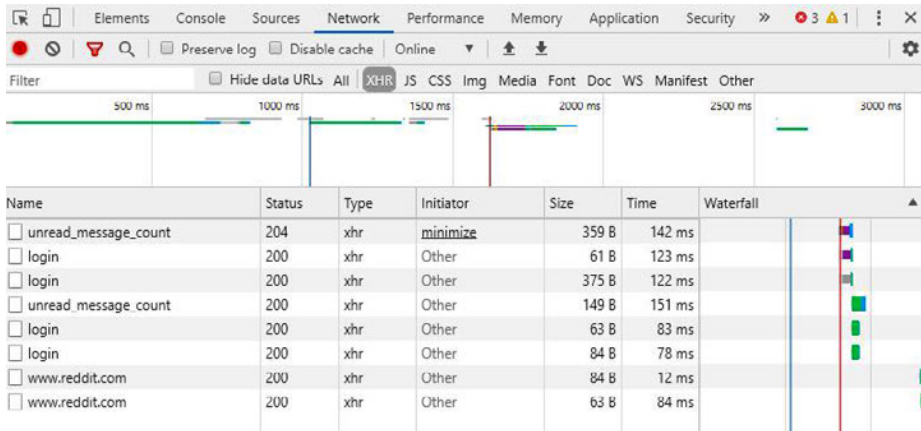 Elements Console Sources Network Performance Memory Application Security » 3 1
Preserve log Disable cache Online
Filter Hide data URLs All XHR JS CSS Img Media Font Doc WS Manifest Other
500 ms 1000 ms 1500 ms 2000 ms 2500 ms 3000 ms
Name Status Type Initiator Size Time Waterfall
unread_message_count 204 xhr minimize 359 B 142 ms
login 200 xhr Other 61 B 123 ms
login 200 xhr Other 375 B 122 ms
unread_message_count 200 xhr Other 149 B 151 ms
login 200 xhr Other 63 B 83 ms
login 200 xhr Other 84 B 78 ms
www.reddit.com 200 xhr Other 84 B 12 ms
www.reddit.com 200 xhr Other 63 B 84 ms